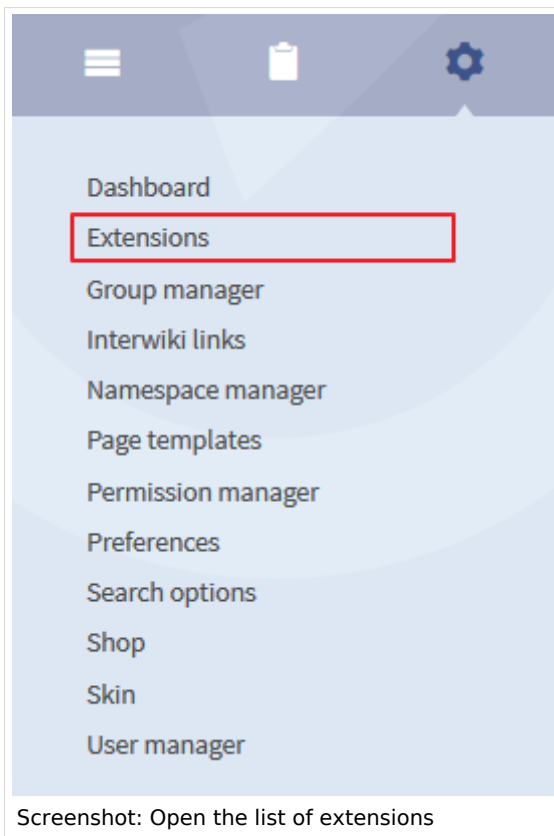 Dashboard
Extensions
Group manager
Interwiki links
Namespace manager
Page templates
Permission manager
Preferences
Search options
Shop
Skin
User manager
Screenshot: Open the list of extensions